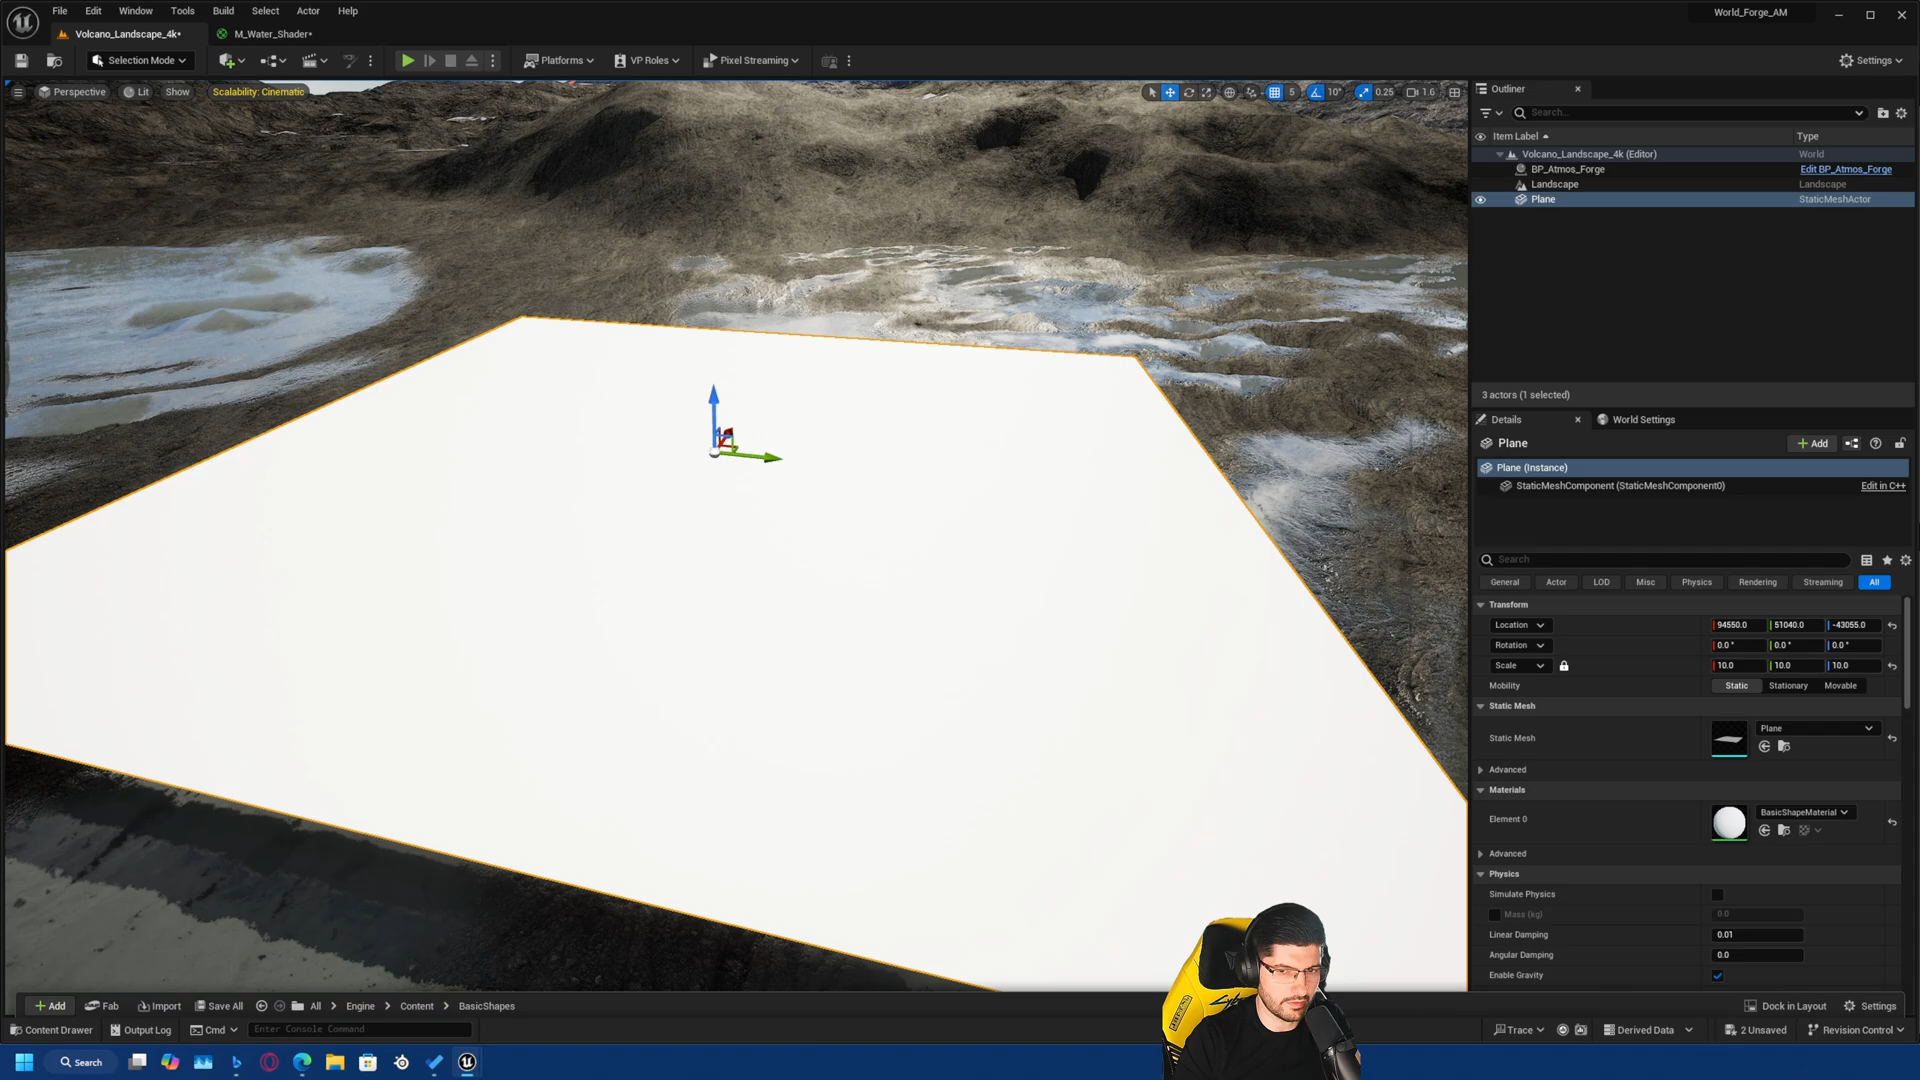 File Edit Window Tools Build Select Actor Help
World_Forge_AM
Volcano_Landscape_4k* M_Water_Shader*
Selection Mode Platforms VP Roles Pixel Streaming Settings
Perspective Lit Show Scalability: Cinematic 5 10° 0.25 1.6
Outliner
Search...
Item Label Type
Volcano_Landscape_4k (Editor) World
BP_Atmos_Forge Edit BP_Atmos_Forge
Landscape Landscape
Plane StaticMeshActor
3 actors (1 selected)
Details World Settings
Plane Add
Plane (Instance)
StaticMeshComponent (StaticMeshComponent0) Edit in C++
Search
General Actor LOD Misc Physics Rendering Streaming All
Transform
Location 94550.0 51040.0 -43055.0
Rotation 0.0 ° 0.0 ° 0.0 °
Scale 10.0 10.0 10.0
Mobility Static Stationary Movable
Static Mesh
Static Mesh Plane
Advanced
Materials
Element 0 BasicShapeMaterial
Advanced
Physics
Simulate Physics
Mass (kg) 0.0
Linear Damping 0.01
Angular Damping 0.0
Enable Gravity
Add Fab Import Save All All Engine Content BasicShapes Dock in Layout Settings
Content Drawer Output Log Cmd Enter Console Command Trace Derived Data 2 Unsaved Revision Control
Search